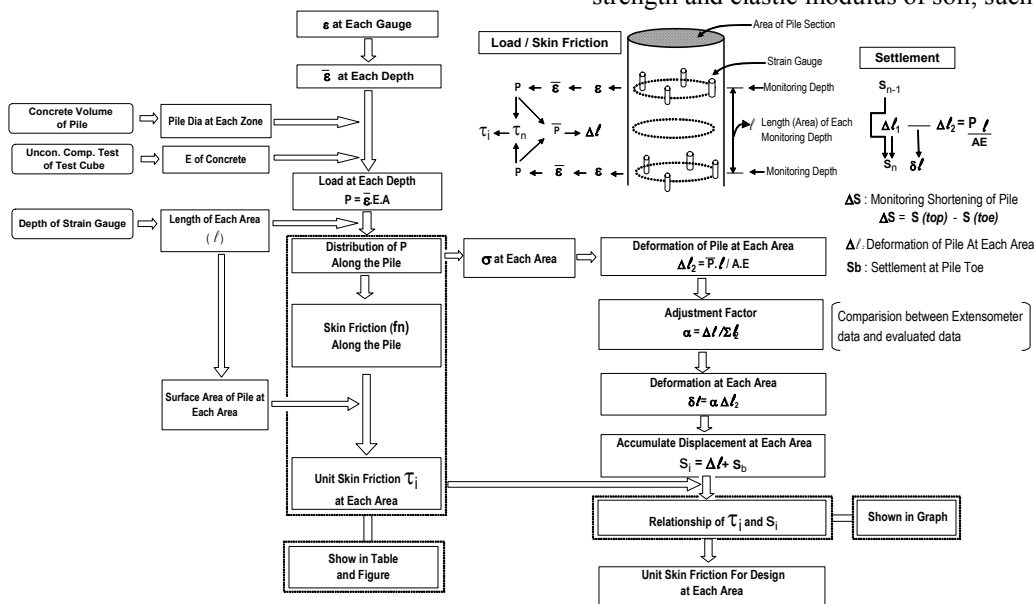 strength and elastic modulus of soil, such
ε at Each Gauge
ε̅ at Each Depth
Concrete Volume
of Pile
Pile Dia at Each Zone
Uncon. Comp. Test
of Test Cube
E of Concrete
Load at Each Depth
P = ε̅.E.A
Depth of Strain Gauge
Length of Each Area
(ℓ)
Distribution of P
Along the Pile
Skin Friction (fn)
Along the Pile
Surface Area of Pile at
Each Area
Unit Skin Friction τi
at Each Area
Show in Table
and Figure
σ at Each Area
Deformation of Pile at Each Area
Δℓ2 = P̅.ℓ / A.E
Adjustment Factor
α = Δℓ/Σℓ2
Comparision between Extensometer
data and evaluated data
Deformation at Each Area
δℓ = α Δℓ2
Accumulate Displacement at Each Area
Si = Δℓ + Sb
Relationship of τi and Si
Shown in Graph
Unit Skin Friction For Design
at Each Area
Load / Skin Friction
Area of Pile Section
Strain Gauge
P ε̅ ε
Monitoring Depth
τi τn P̅ Δℓ
ℓ Length (Area) of Each
Monitoring Depth
P ε̅ ε
Monitoring Depth
Settlement
Sn-1
Δℓ1 Δℓ2 = P ℓ
AE
Sn δℓ
ΔS : Monitoring Shortening of Pile
ΔS = S (top) - S (toe)
Δℓ : Deformation of Pile At Each Area
Sb : Settlement at Pile Toe